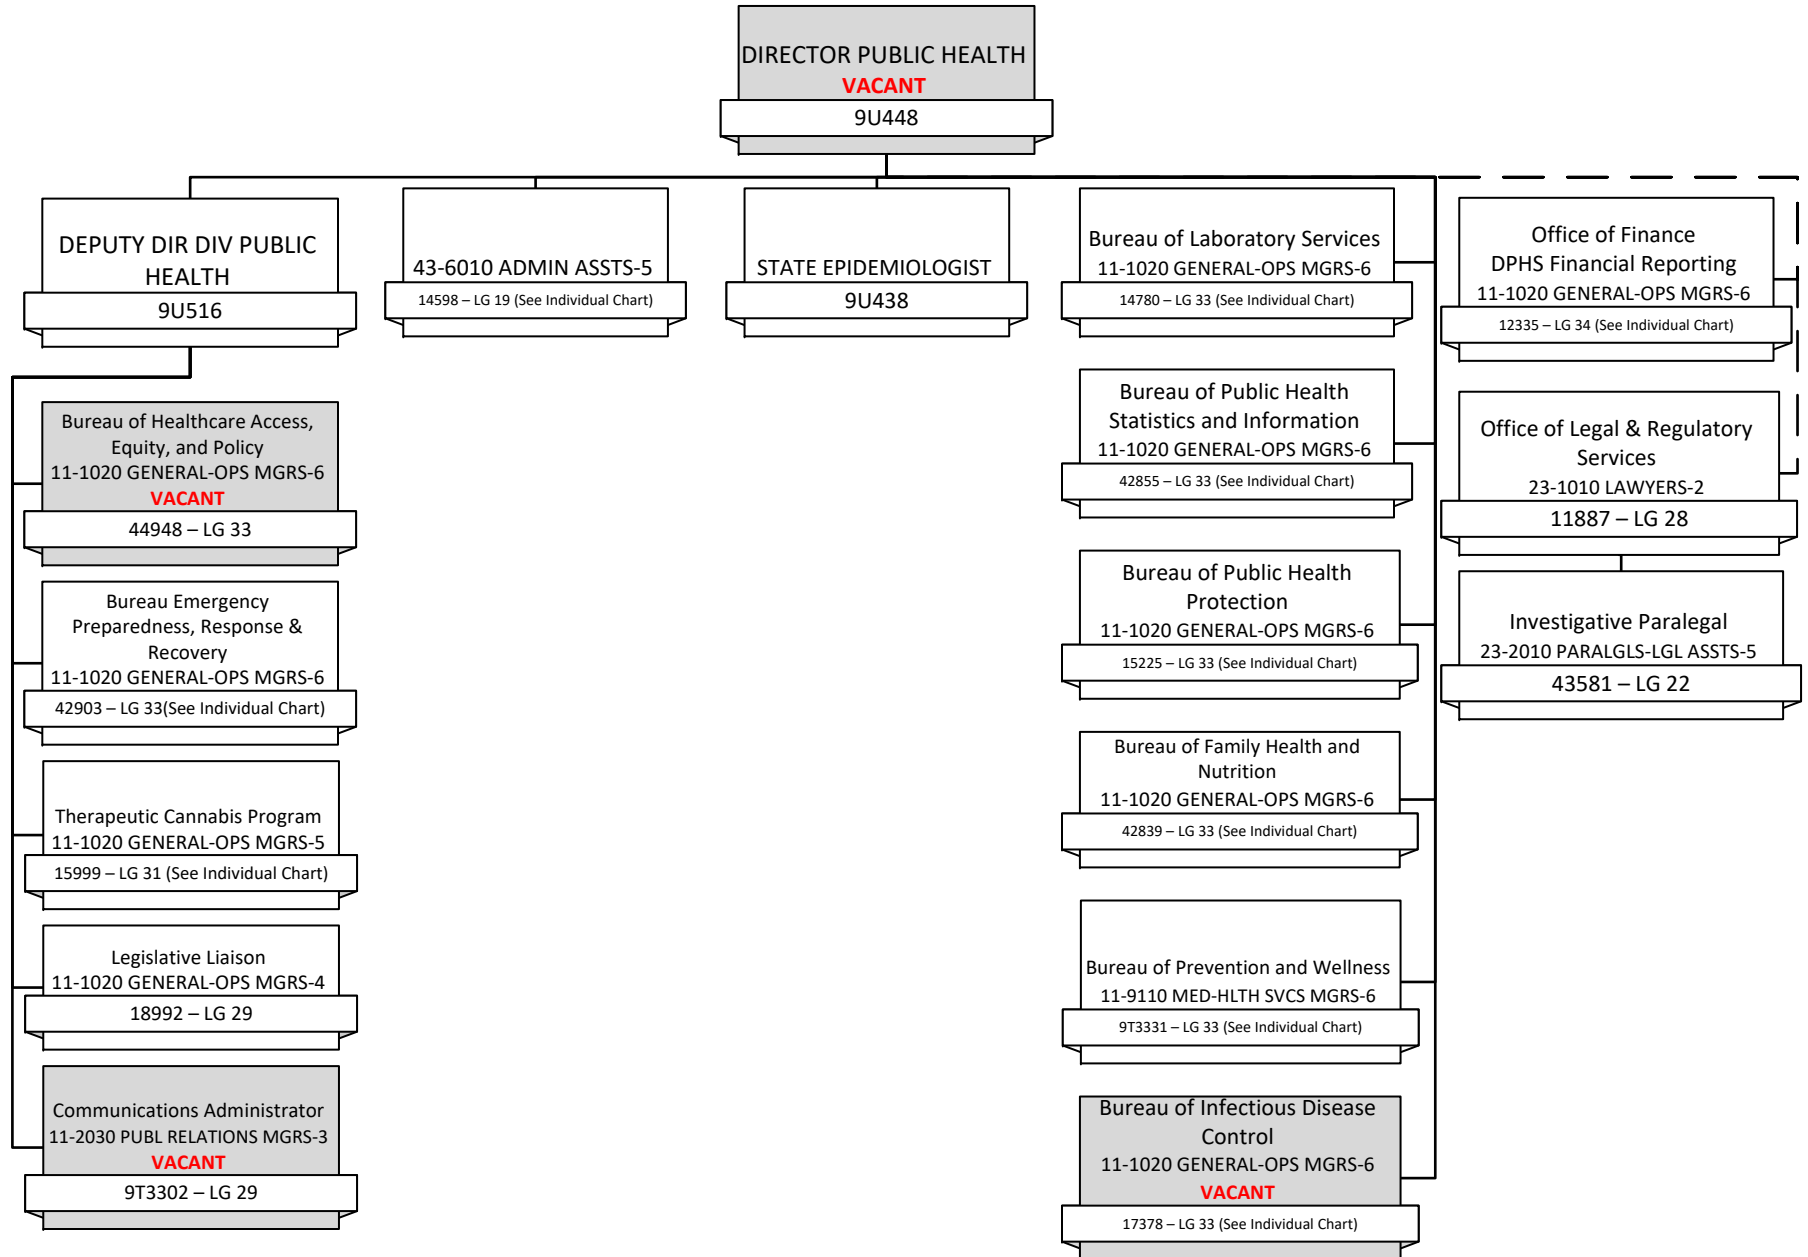 DIRECTOR PUBLIC HEALTH
VACANT
9U448
DEPUTY DIR DIV PUBLIC
HEALTH
9U516
43-6010 ADMIN ASSTS-5
14598 – LG 19 (See Individual Chart)
STATE EPIDEMIOLOGIST
9U438
Bureau of Laboratory Services
11-1020 GENERAL-OPS MGRS-6
14780 – LG 33 (See Individual Chart)
Office of Finance
DPHS Financial Reporting
11-1020 GENERAL-OPS MGRS-6
12335 – LG 34 (See Individual Chart)
Bureau of Healthcare Access,
Equity, and Policy
11-1020 GENERAL-OPS MGRS-6
VACANT
44948 – LG 33
Bureau Emergency
Preparedness, Response &
Recovery
11-1020 GENERAL-OPS MGRS-6
42903 – LG 33(See Individual Chart)
Therapeutic Cannabis Program
11-1020 GENERAL-OPS MGRS-5
15999 – LG 31 (See Individual Chart)
Legislative Liaison
11-1020 GENERAL-OPS MGRS-4
18992 – LG 29
Communications Administrator
11-2030 PUBL RELATIONS MGRS-3
VACANT
9T3302 – LG 29
Bureau of Public Health
Statistics and Information
11-1020 GENERAL-OPS MGRS-6
42855 – LG 33 (See Individual Chart)
Bureau of Public Health
Protection
11-1020 GENERAL-OPS MGRS-6
15225 – LG 33 (See Individual Chart)
Bureau of Family Health and
Nutrition
11-1020 GENERAL-OPS MGRS-6
42839 – LG 33 (See Individual Chart)
Bureau of Prevention and Wellness
11-9110 MED-HLTH SVCS MGRS-6
9T3331 – LG 33 (See Individual Chart)
Bureau of Infectious Disease
Control
11-1020 GENERAL-OPS MGRS-6
VACANT
17378 – LG 33 (See Individual Chart)
Office of Legal & Regulatory
Services
23-1010 LAWYERS-2
11887 – LG 28
Investigative Paralegal
23-2010 PARALGLS-LGL ASSTS-5
43581 – LG 22